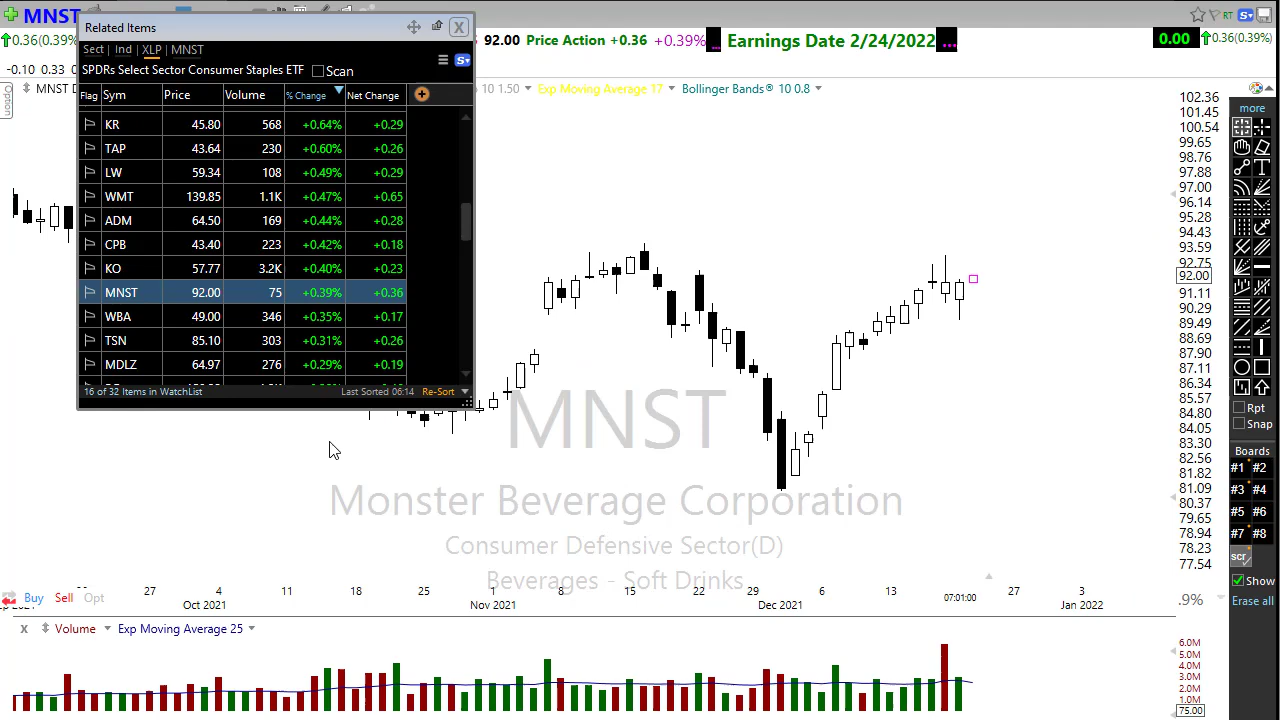 MNST
RT
0.36(0.39%
Related Items
X
92.00 Price Action +0.36 +0.39% ... Earnings Date 2/24/2022 ...
0.00
0.36(0.39%)
-0.10 0.33
Sect | Ind | XLP | MNST
SPDRs Select Sector Consumer Staples ETF Scan
Option
MNST D
10 1.50 Exp Moving Average 17 Bollinger Bands® 10 0.8
Flag Sym Price Volume % Change Net Change
KR 45.80 568 +0.64% +0.29
TAP 43.64 230 +0.60% +0.26
LW 59.34 108 +0.49% +0.29
WMT 139.85 1.1K +0.47% +0.65
ADM 64.50 169 +0.44% +0.28
CPB 43.40 223 +0.42% +0.18
KO 57.77 3.2K +0.40% +0.23
MNST 92.00 75 +0.39% +0.36
WBA 49.00 346 +0.35% +0.17
TSN 85.10 303 +0.31% +0.26
MDLZ 64.97 276 +0.29% +0.19
16 of 32 Items in WatchList Last Sorted 06:14 Re-Sort
MNST
Monster Beverage Corporation
Consumer Defensive Sector(D)
Beverages - Soft Drinks
102.36
101.45
100.54
99.65
98.76
97.88
97.00
96.14
95.28
94.43
93.59
92.75
92.00
91.11
90.29
89.49
88.69
87.90
87.11
86.34
85.57
84.80
84.05
83.30
82.56
81.82
81.09
80.37
79.65
78.94
78.23
77.54
more
Rpt
Snap
Boards
#1 #2
#3 #4
#5 #6
#7 #8
scr
Show
Erase all
.9%
Buy Sell Opt
27 4 11 18 25 1 8 15 22 29 6 13 07:01:00 27 3
Oct 2021 Nov 2021 Dec 2021 Jan 2022
X Volume Exp Moving Average 25
6.0M
5.0M
4.0M
3.0M
2.0M
1.0M
75.00